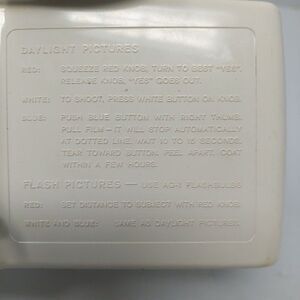 DAYLIGHT PICTURES
RED: SQUEEZE RED KNOB, TURN TO BEST "YES".
RELEASE KNOB, "YES" GOES OUT.
WHITE: TO SHOOT, PRESS WHITE BUTTON ON KNOB.
BLUE: PUSH BLUE BUTTON WITH RIGHT THUMB.
PULL FILM — IT WILL STOP AUTOMATICALLY
AT DOTTED LINE. WAIT 10 TO 15 SECONDS.
TEAR TOWARD BUTTON, PEEL APART. COAT
WITHIN A FEW HOURS.
FLASH PICTURES — USE AG-1 FLASHBULBS
RED: SET DISTANCE TO SUBJECT WITH RED KNOB.
WHITE AND BLUE: SAME AS DAYLIGHT PICTURES.